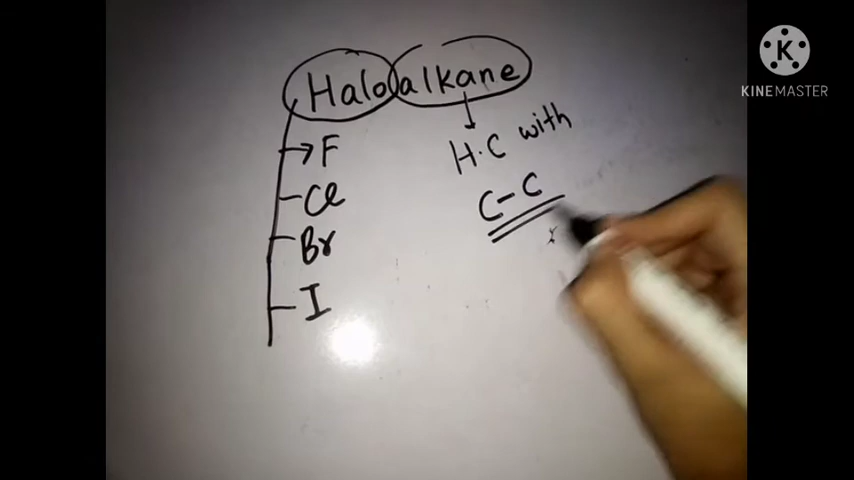 Haloalkane
F
Cl
Br
I
H.C with
C-C
K
KINEMASTER